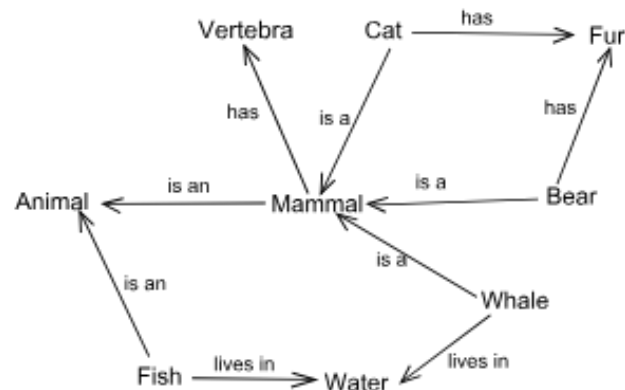 Vertebra
Cat
has
Fur
has
is a
has
Animal
is an
Mammal
is a
Bear
is an
is a
Whale
Fish
lives in
Water
lives in